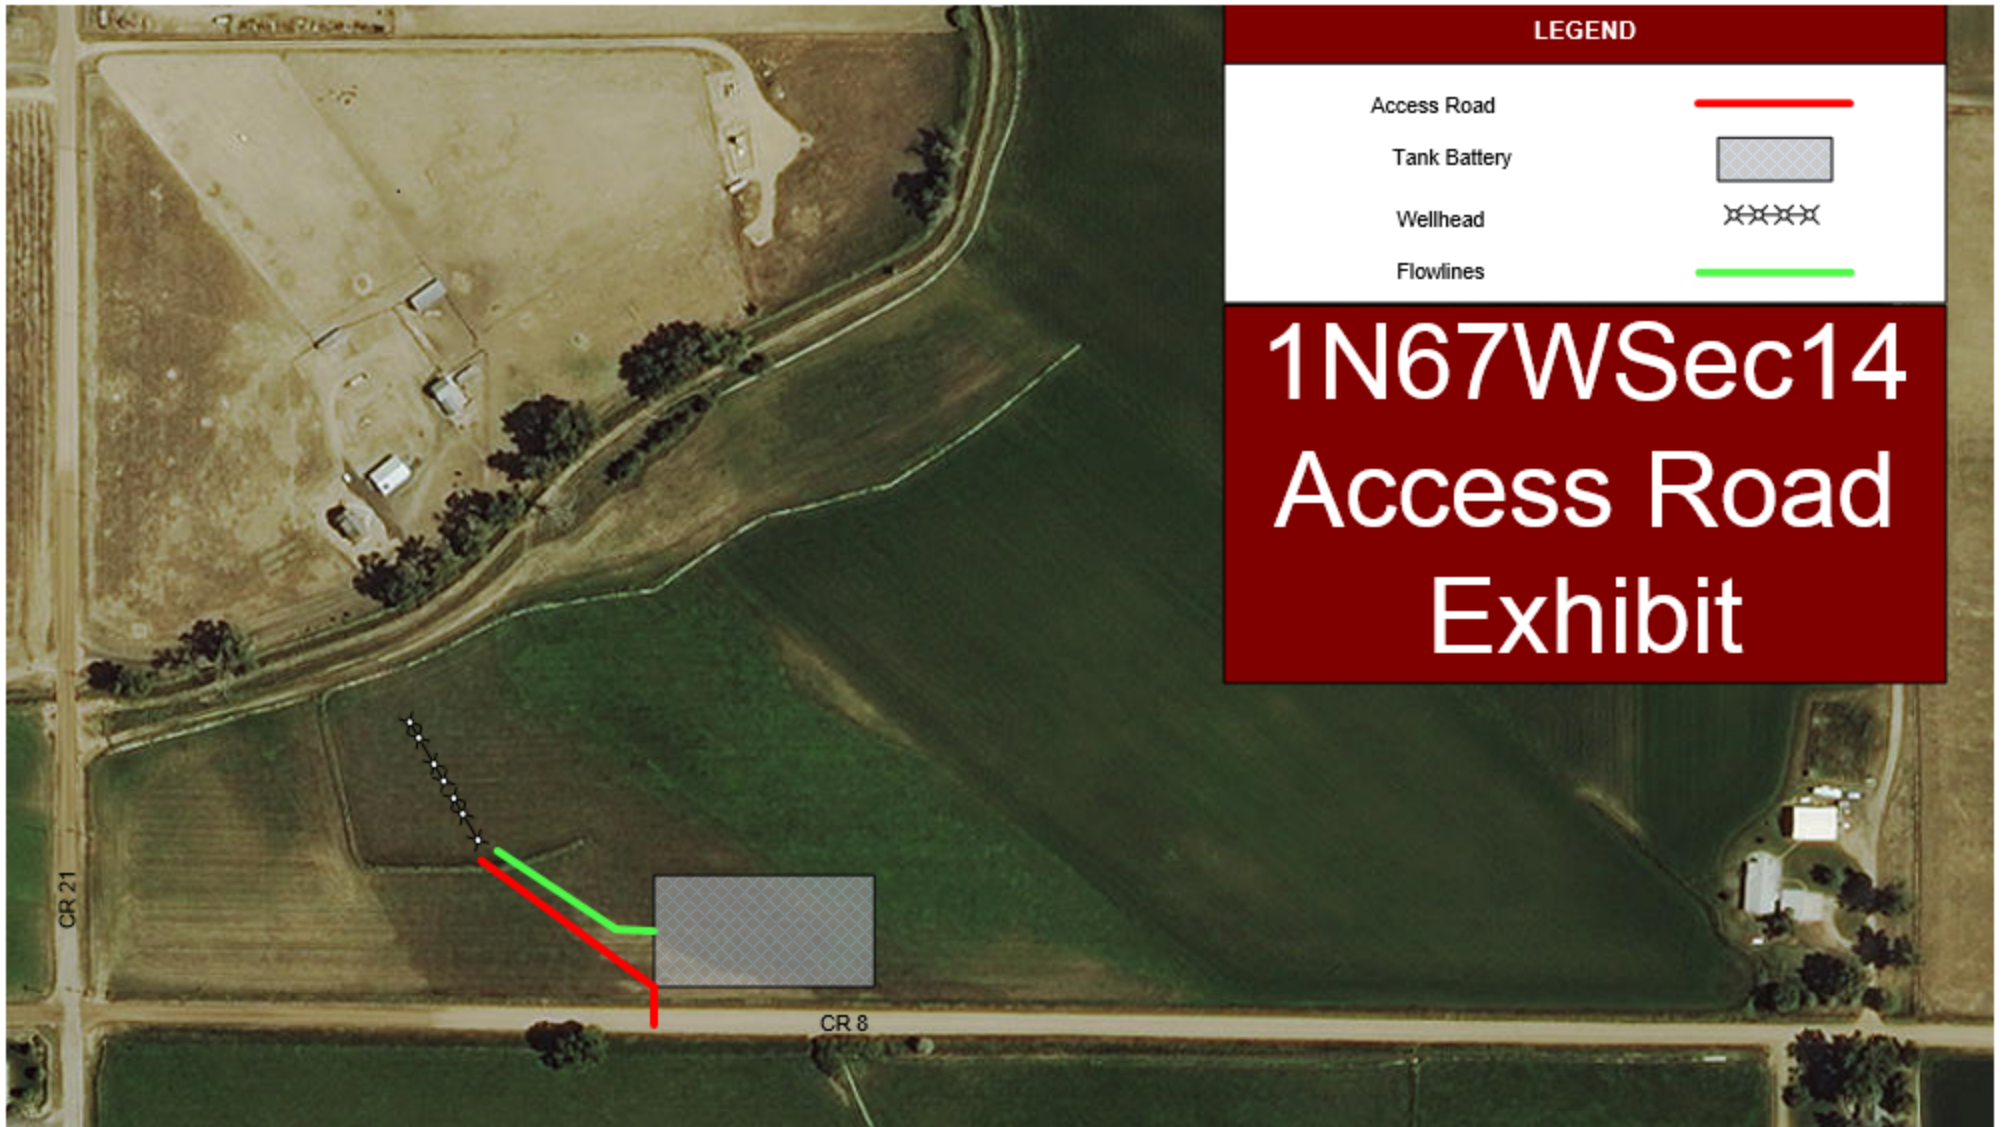 LEGEND
Access Road
Tank Battery
Wellhead
Flowlines
1N67WSec14
Access Road
Exhibit
CR 21
CR 8